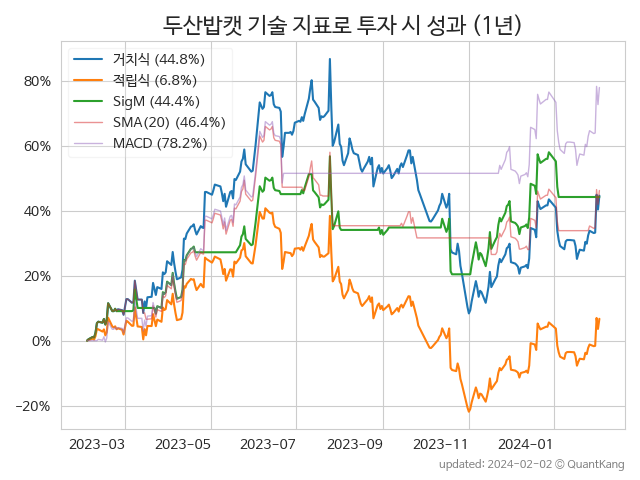 두산밥캣 기술 지표로 투자 시 성과 (1년)
거치식 (44.8%)
적립식 (6.8%)
SigM (44.4%)
SMA(20) (46.4%)
MACD (78.2%)
80%
60%
40%
20%
0%
−20%
2023-03 2023-05 2023-07 2023-09 2023-11 2024-01
updated: 2024-02-02 © QuantKang